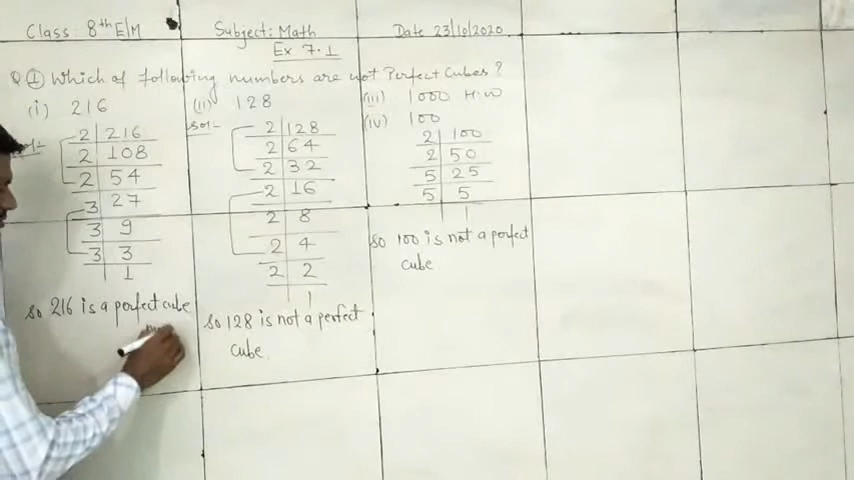 Class: 8th E/M Subject: Math Date 23/10/2020
Ex 7.1
Q ① Which of following numbers are not Perfect Cubes?
(i) 216
Sol:-
2 | 216
2 | 108
2 | 54
3 | 27
3 | 9
3 | 3
1
So 216 is a perfect cube
(ii) 128
Sol:-
2 | 128
2 | 64
2 | 32
2 | 16
2 | 8
2 | 4
2 | 2
1
So 128 is not a perfect
cube.
(iii) 1000 H.W
(iv) 100
2 | 100
2 | 50
5 | 25
5 | 5
1
So 100 is not a perfect
cube